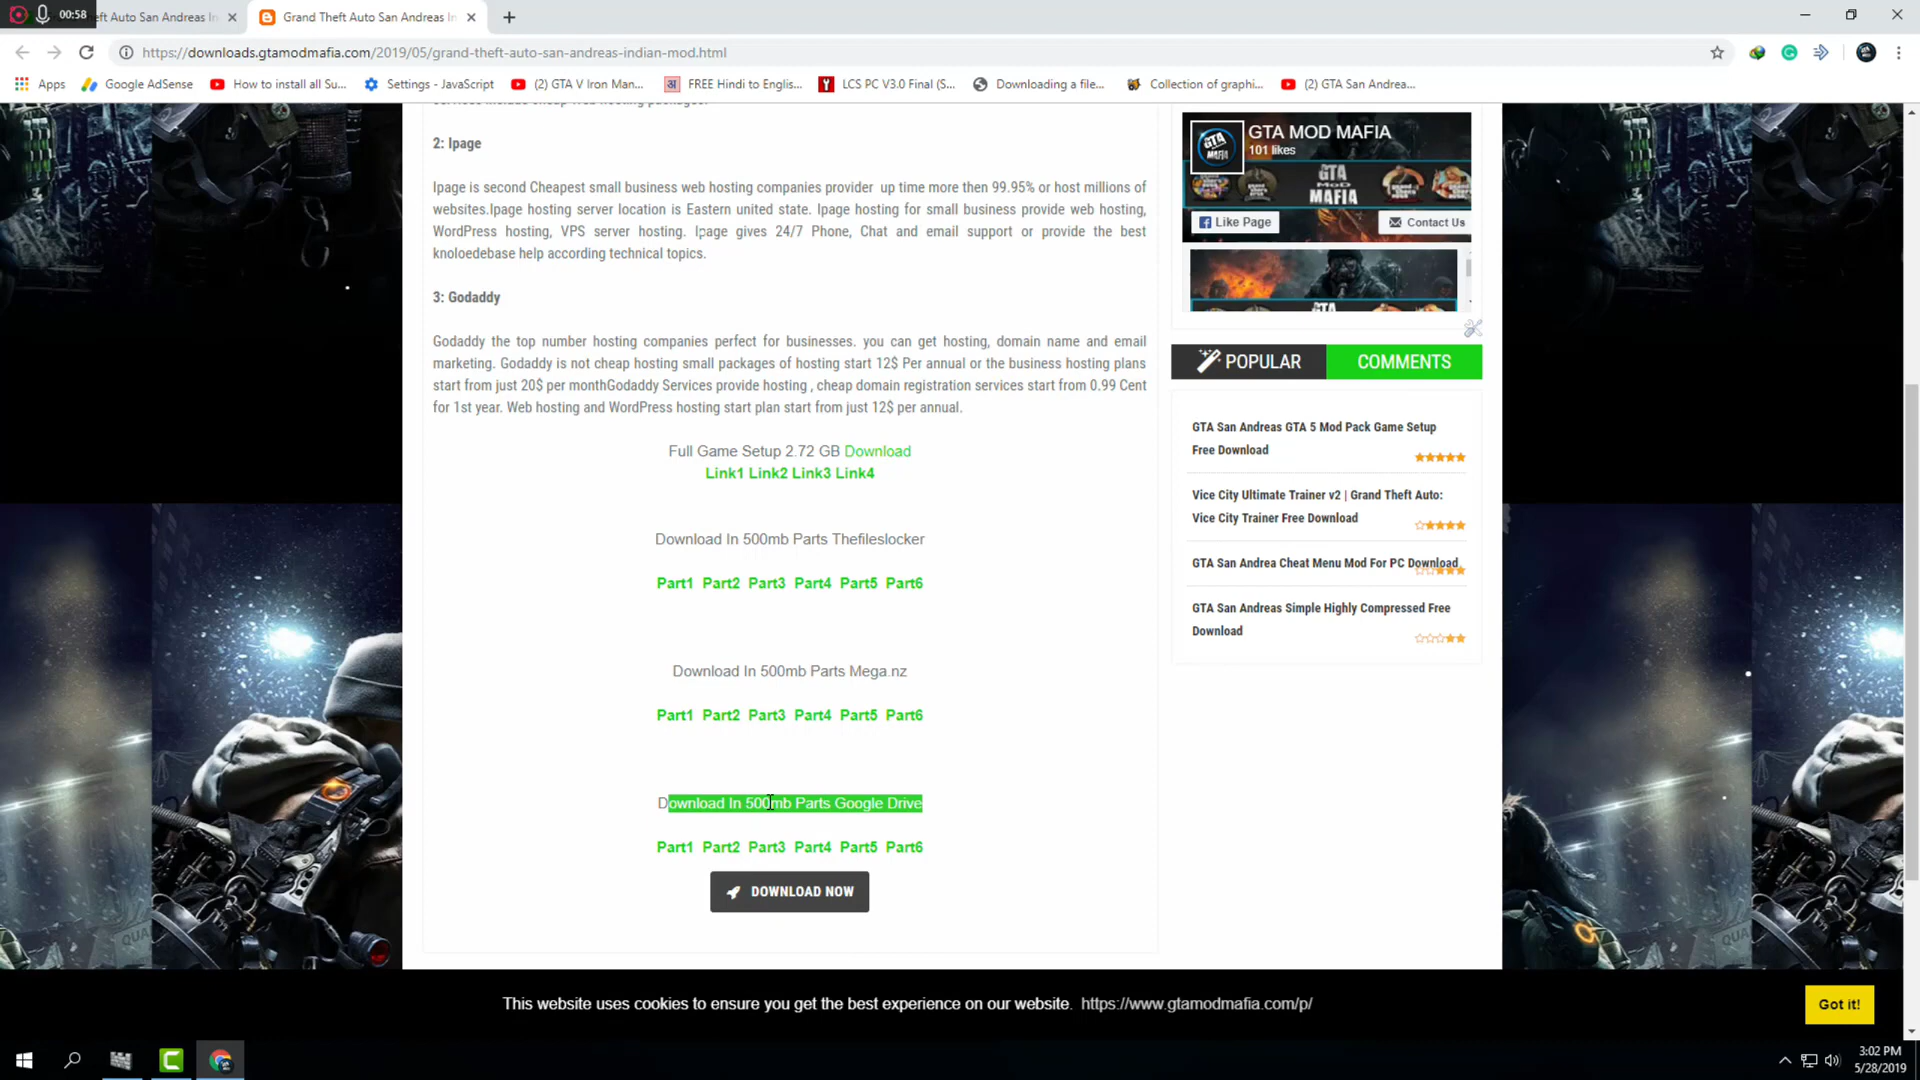 00:58
eft Auto San Andreas In
Grand Theft Auto San Andreas In
https://downloads.gtamodmafia.com/2019/05/grand-theft-auto-san-andreas-indian-mod.html
Apps
Google AdSense
How to install all Su...
Settings - JavaScript
(2) GTA V Iron Man...
FREE Hindi to Englis...
LCS PC V3.0 Final (S...
Downloading a file...
Collection of graphi...
(2) GTA San Andrea...
services include cheap web hosting packages.
2: Ipage
Ipage is second Cheapest small business web hosting companies provider up time more then 99.95% or host millions of
websites.Ipage hosting server location is Eastern united state. Ipage hosting for small business provide web hosting,
WordPress hosting, VPS server hosting. Ipage gives 24/7 Phone, Chat and email support or provide the best
knoloedebase help according technical topics.
3: Godaddy
Godaddy the top number hosting companies perfect for businesses. you can get hosting, domain name and email
marketing. Godaddy is not cheap hosting small packages of hosting start 12$ Per annual or the business hosting plans
start from just 20$ per monthGodaddy Services provide hosting , cheap domain registration services start from 0.99 Cent
for 1st year. Web hosting and WordPress hosting start plan start from just 12$ per annual.
Full Game Setup 2.72 GB Download
Link1 Link2 Link3 Link4
Download In 500mb Parts Thefileslocker
Part1 Part2 Part3 Part4 Part5 Part6
Download In 500mb Parts Mega.nz
Part1 Part2 Part3 Part4 Part5 Part6
Download In 500mb Parts Google Drive
Part1 Part2 Part3 Part4 Part5 Part6
DOWNLOAD NOW
GTA MOD MAFIA
101 likes
GTA
MAFIA
GTA
MOD
MAFIA
Like Page
Contact Us
POPULAR
COMMENTS
GTA San Andreas GTA 5 Mod Pack Game Setup
Free Download
Vice City Ultimate Trainer v2 | Grand Theft Auto:
Vice City Trainer Free Download
GTA San Andrea Cheat Menu Mod For PC Download
GTA San Andreas Simple Highly Compressed Free
Download
This website uses cookies to ensure you get the best experience on our website. https://www.gtamodmafia.com/p/
Got it!
3:02 PM
5/28/2019